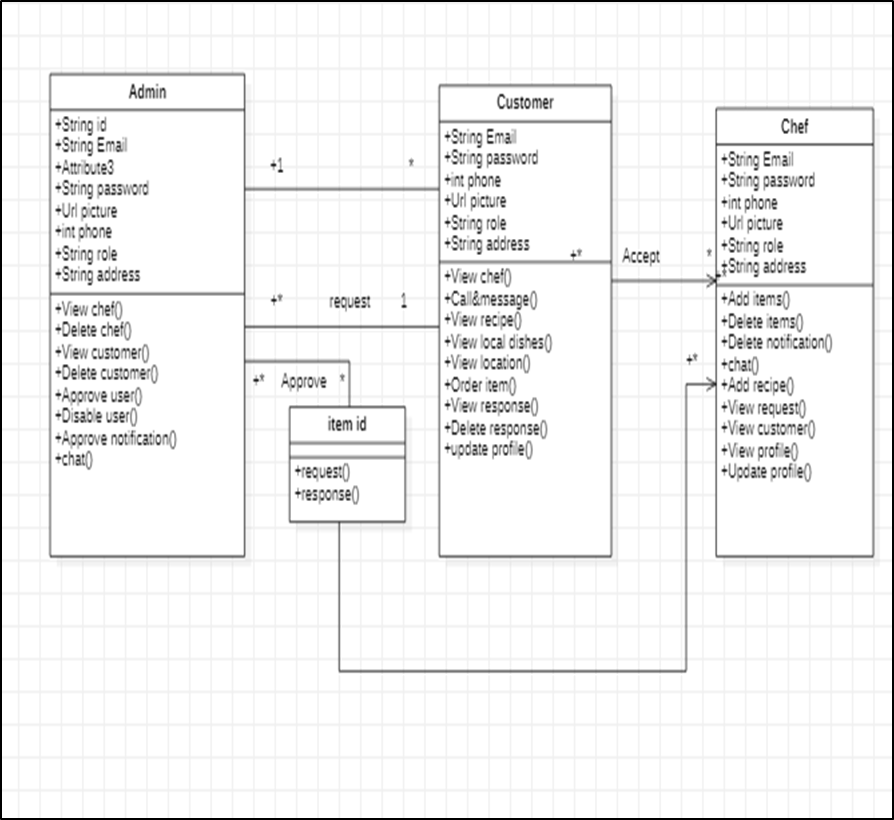 Admin
+String id
+String Email
+Attribute3
+String password
+Url picture
+int phone
+String role
+String address
+View chef()
+Delete chef()
+View customer()
+Delete customer()
+Approve user()
+Disable user()
+Approve notification()
+chat()
+1
*
+*
request
1
+*
Approve
*
item id
+request()
+response()
Customer
+String Email
+String password
+int phone
+Url picture
+String role
+String address
+View chef()
+Call&message()
+View recipe()
+View local dishes()
+View location()
+Order item()
+View response()
+Delete response()
+update profile()
+*
Accept
*
+*
Chef
+String Email
+String password
+int phone
+Url picture
+String role
+String address
+Add items()
+Delete items()
+Delete notification()
+chat()
+Add recipe()
+View request()
+View customer()
+View profile()
+Update profile()